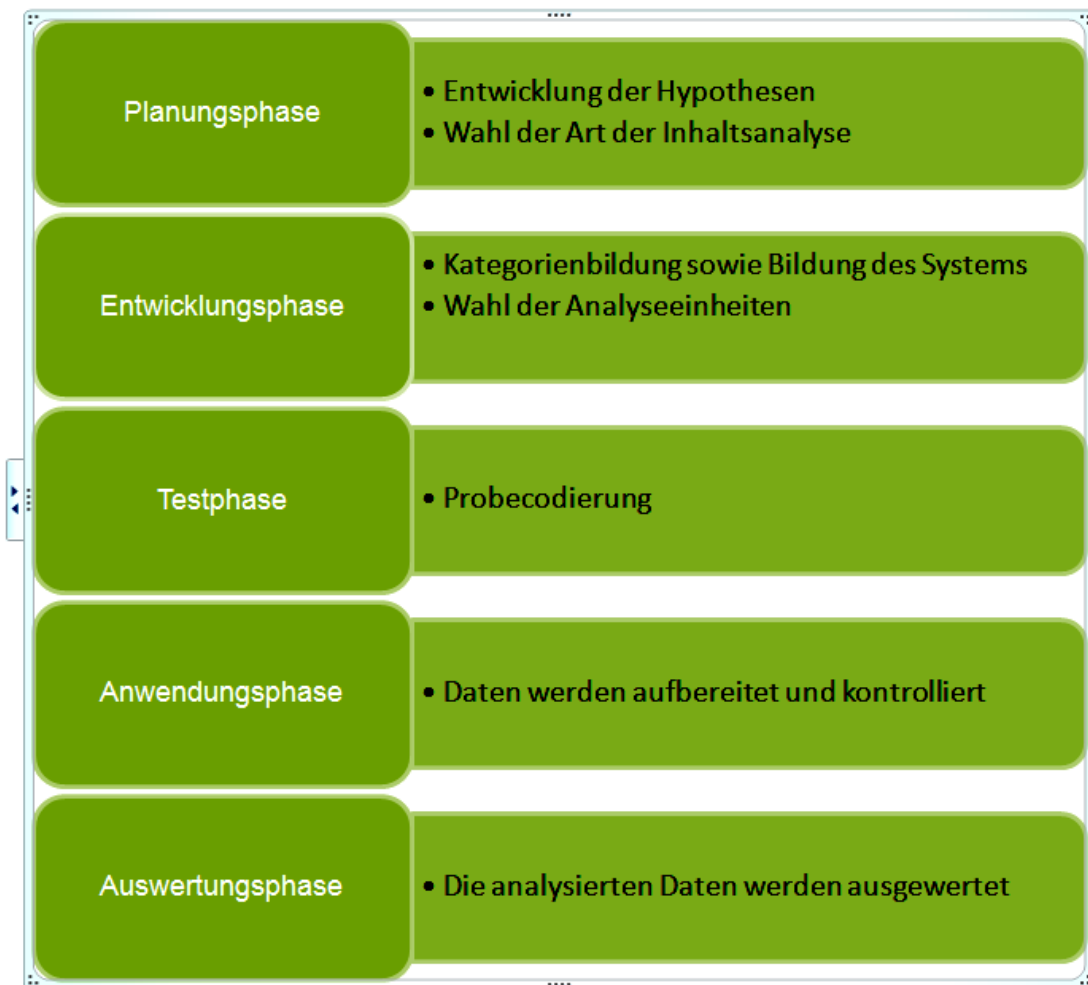 Planungsphase
• Entwicklung der Hypothesen
• Wahl der Art der Inhaltsanalyse
Entwicklungsphase
• Kategorienbildung sowie Bildung des Systems
• Wahl der Analyseeinheiten
Testphase
• Probecodierung
Anwendungsphase
• Daten werden aufbereitet und kontrolliert
Auswertungsphase
• Die analysierten Daten werden ausgewertet